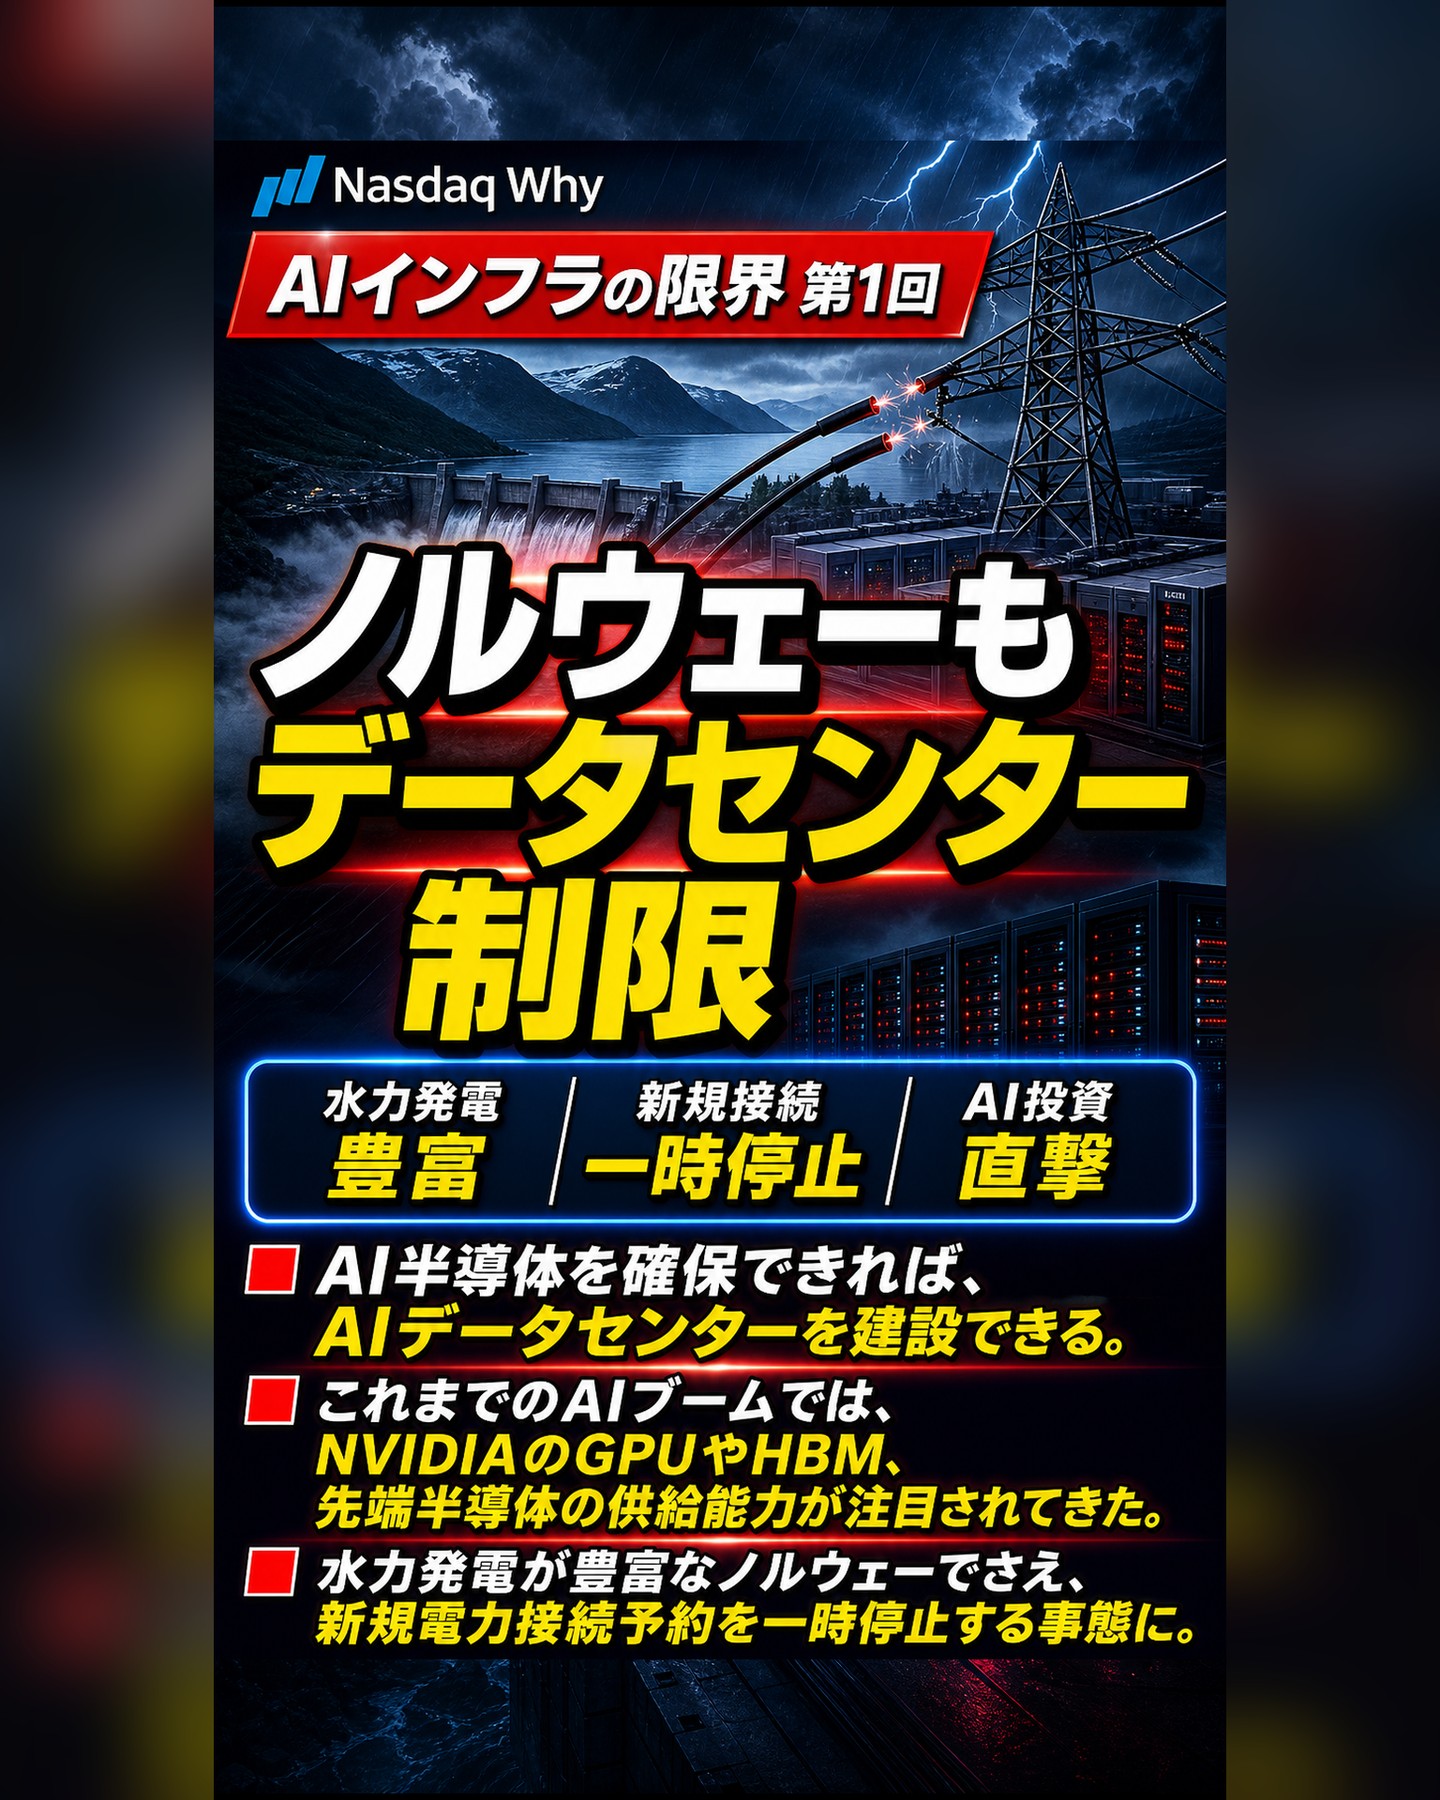 Nasdaq Why
AIインフラの限界 第1回
ノルウェーも
データセンター
制限
水力発電
豊富
新規接続
一時停止
AI投資
直撃
AI半導体を確保できれば、
AIデータセンターを建設できる。
これまでのAIブームでは、
NVIDIAのGPUやHBM、
先端半導体の供給能力が注目されてきた。
水力発電が豊富なノルウェーでさえ、
新規電力接続予約を一時停止する事態に。